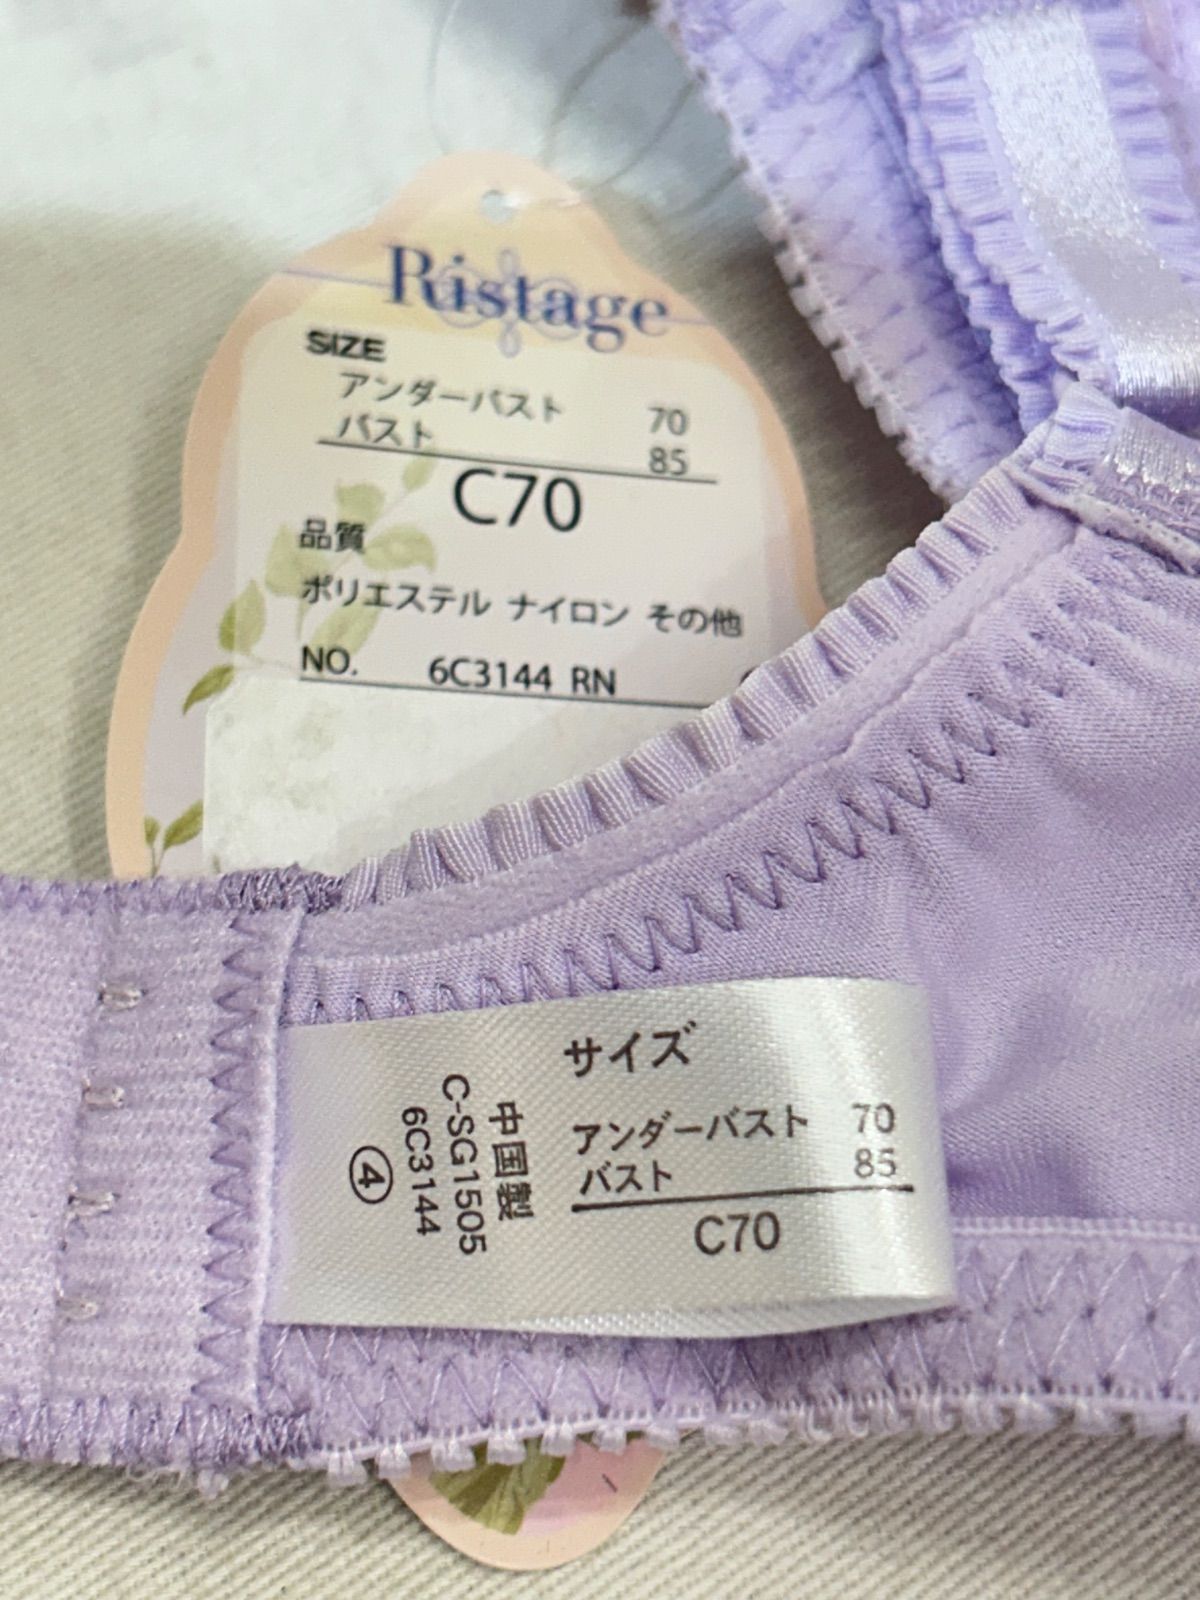 Ristage
SIZE
アンダーバスト 70
バスト 85
C70
品質
ポリエステル ナイロン その他
NO. 6C3144 RN
サイズ
アンダーバスト 70
バスト 85
C70
中国製
C-SG1505
6C3144
④